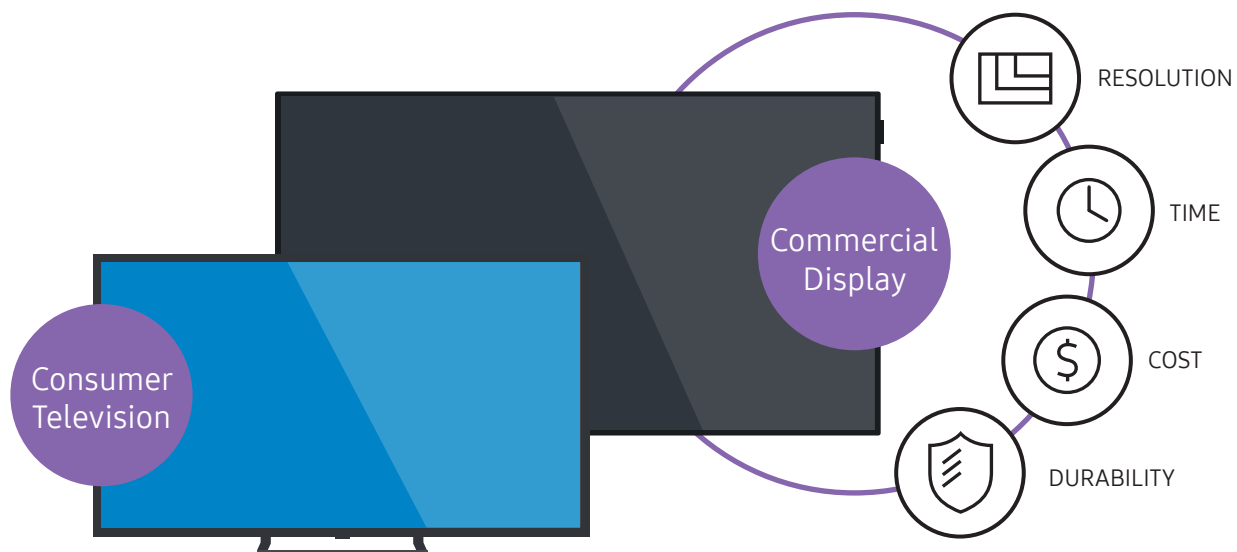 RESOLUTION
TIME
Commercial
Display
COST
Consumer
Television
DURABILITY
$